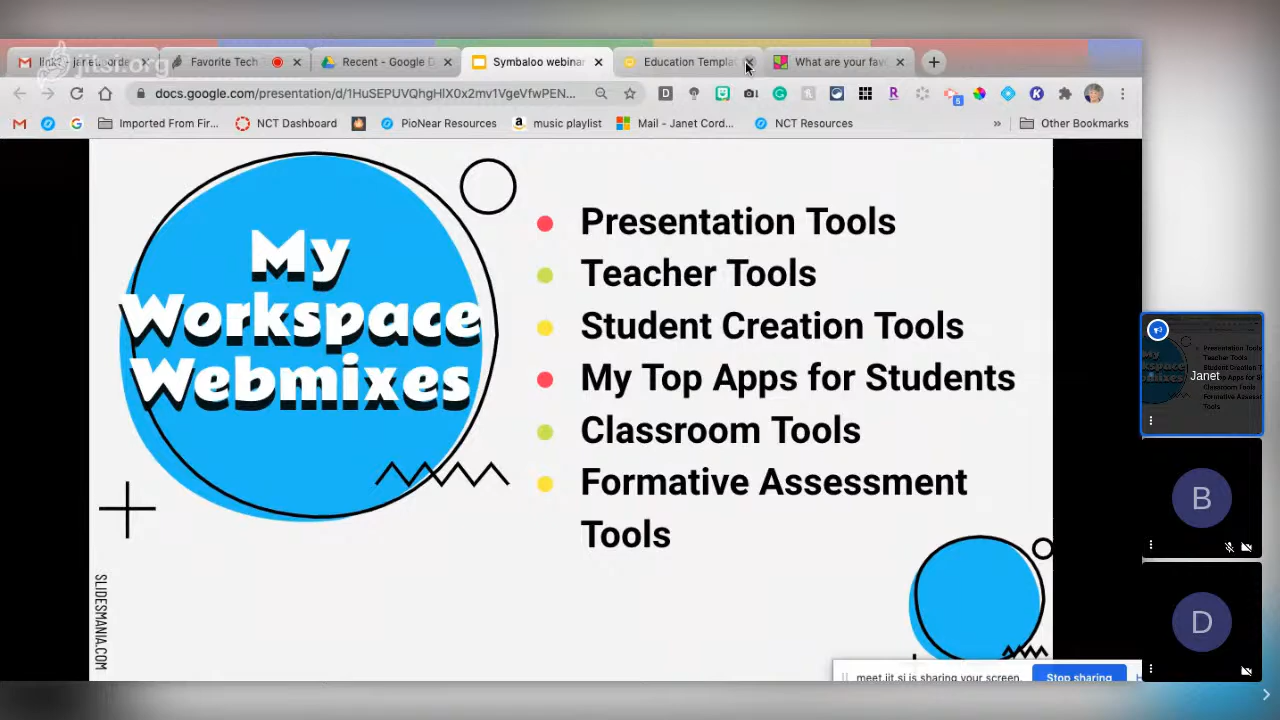 jitsi.org
Favorite Tech
Recent - Google D
Symbaloo webinar
Education Templa
What are your fav
docs.google.com/presentation/d/1HuSEPUVQhgHlX0x2mv1VgeVfwPEN...
Imported From Fir...
NCT Dashboard
PioNear Resources
music playlist
Mail - Janet Cord...
NCT Resources
»
Other Bookmarks
My
Workspace
Webmixes
Presentation Tools
Teacher Tools
Student Creation Tools
My Top Apps for Students
Classroom Tools
Formative Assessment
Tools
SLIDESMANIA.COM
meet.jit.si is sharing your screen.
Stop sharing
Janet
B
D